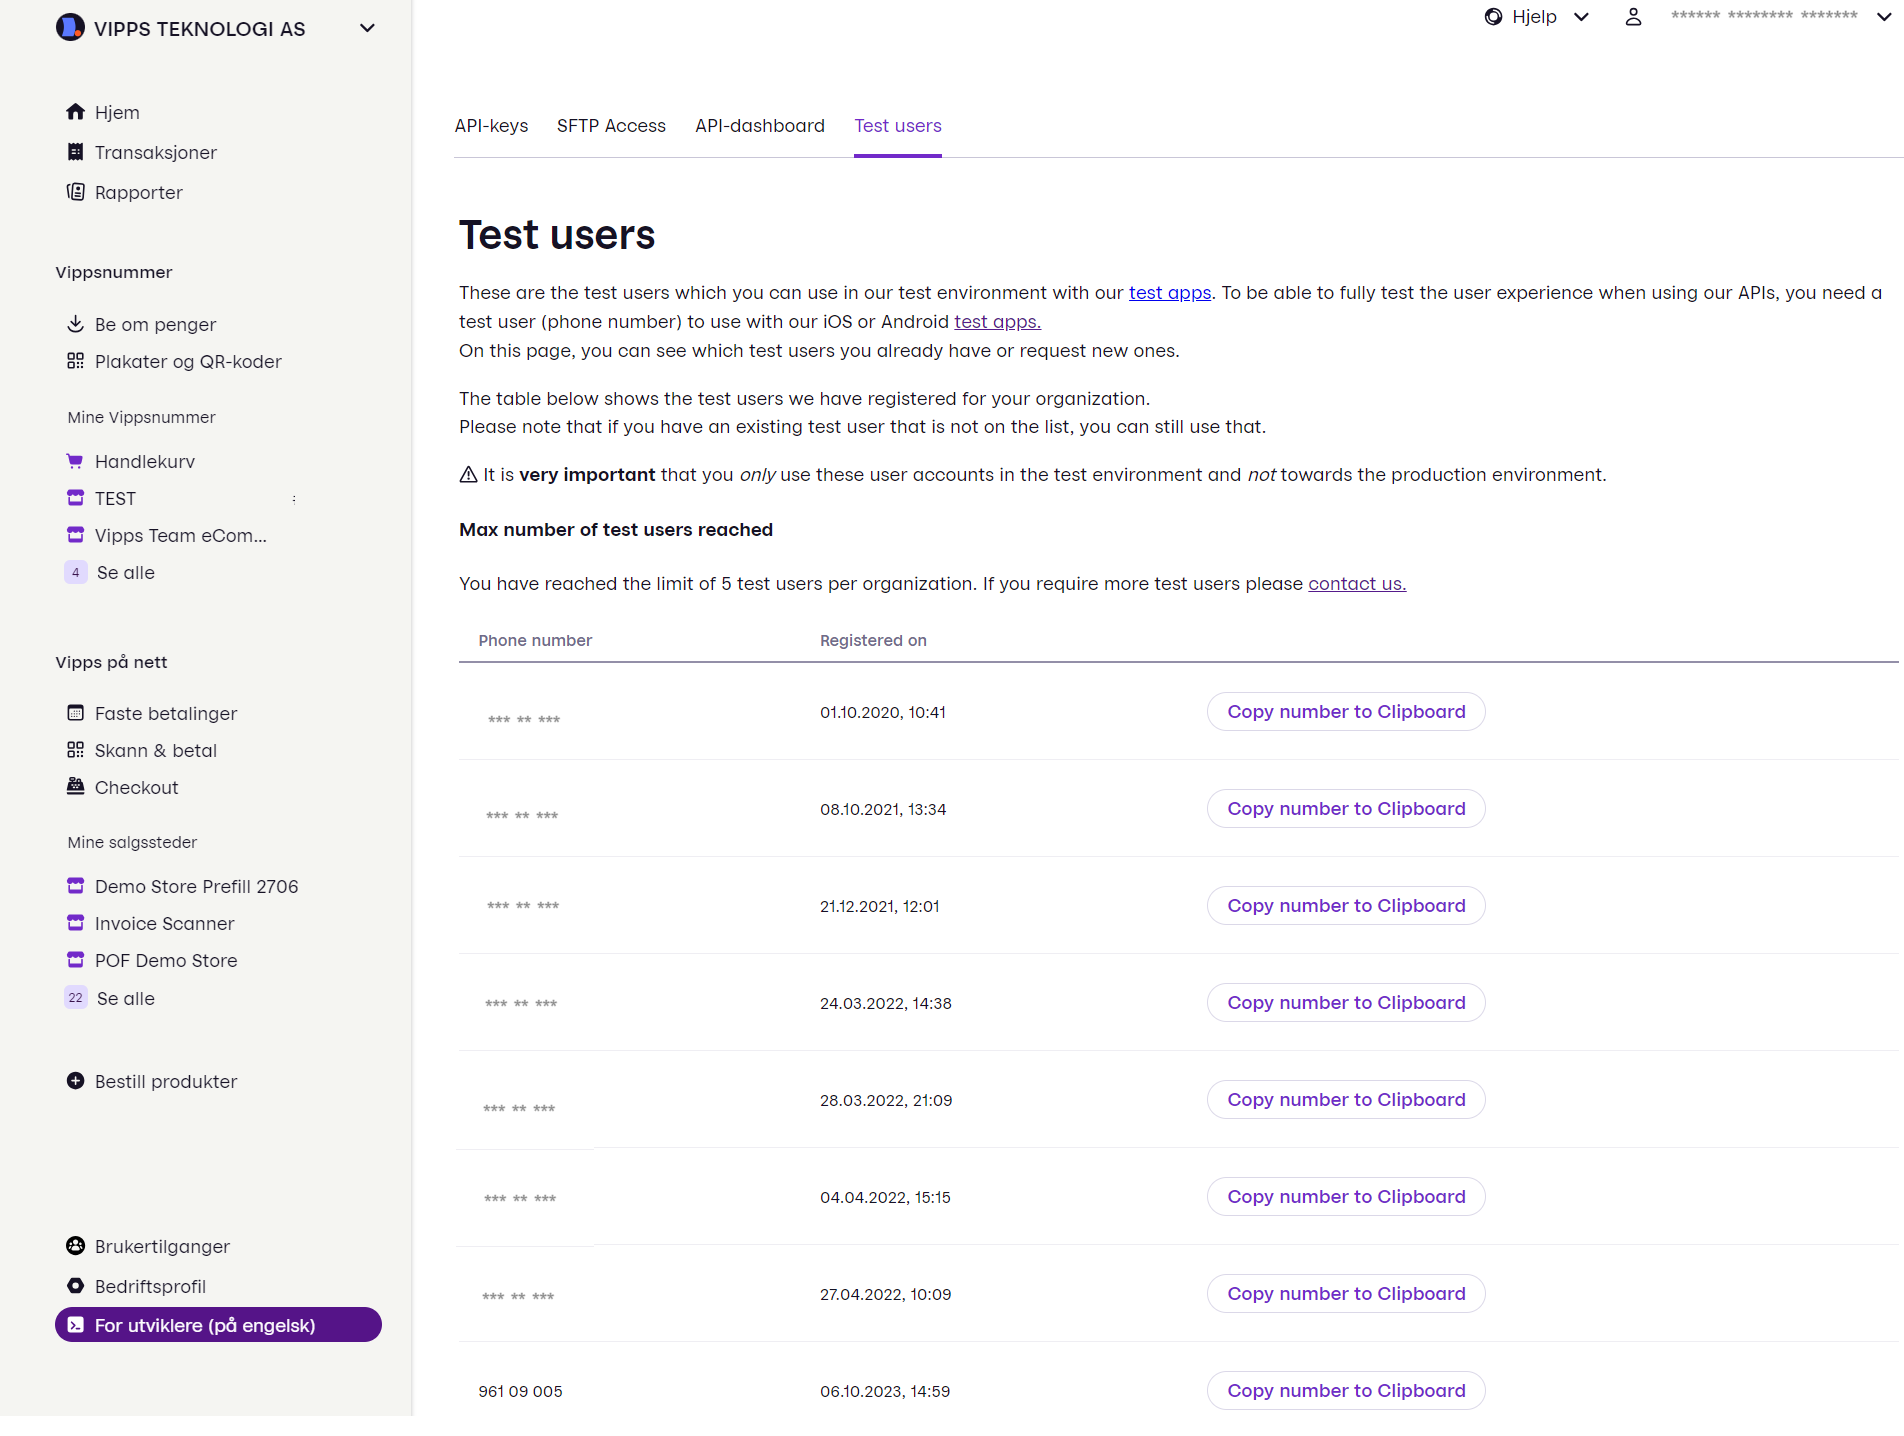 VIPPS TEKNOLOGI AS
Hjelp
****** ******** *******
Hjem
Transaksjoner
Rapporter
Vippsnummer
Be om penger
Plakater og QR-koder
Mine Vippsnummer
Handlekurv
TEST
Vipps Team eCom...
4 Se alle
Vipps på nett
Faste betalinger
Skann & betal
Checkout
Mine salgssteder
Demo Store Prefill 2706
Invoice Scanner
POF Demo Store
22 Se alle
Bestill produkter
Brukertilganger
Bedriftsprofil
For utviklere (på engelsk)
API-keys SFTP Access API-dashboard Test users
Test users
These are the test users which you can use in our test environment with our test apps. To be able to fully test the user experience when using our APIs, you need a
test user (phone number) to use with our iOS or Android test apps.
On this page, you can see which test users you already have or request new ones.
The table below shows the test users we have registered for your organization.
Please note that if you have an existing test user that is not on the list, you can still use that.
⚠ It is very important that you only use these user accounts in the test environment and not towards the production environment.
Max number of test users reached
You have reached the limit of 5 test users per organization. If you require more test users please contact us.
Phone number Registered on
*** ** *** 01.10.2020, 10:41 Copy number to Clipboard
*** ** *** 08.10.2021, 13:34 Copy number to Clipboard
*** ** *** 21.12.2021, 12:01 Copy number to Clipboard
*** ** *** 24.03.2022, 14:38 Copy number to Clipboard
*** ** *** 28.03.2022, 21:09 Copy number to Clipboard
*** ** *** 04.04.2022, 15:15 Copy number to Clipboard
*** ** *** 27.04.2022, 10:09 Copy number to Clipboard
961 09 005 06.10.2023, 14:59 Copy number to Clipboard